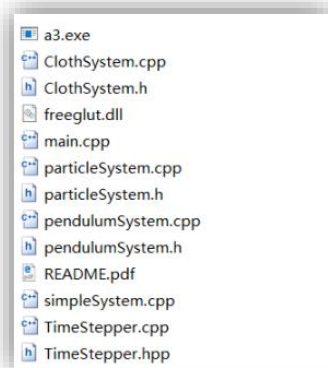 a3.exe
ClothSystem.cpp
ClothSystem.h
freeglut.dll
main.cpp
particleSystem.cpp
particleSystem.h
pendulumSystem.cpp
pendulumSystem.h
README.pdf
simpleSystem.cpp
TimeStepper.cpp
TimeStepper.hpp